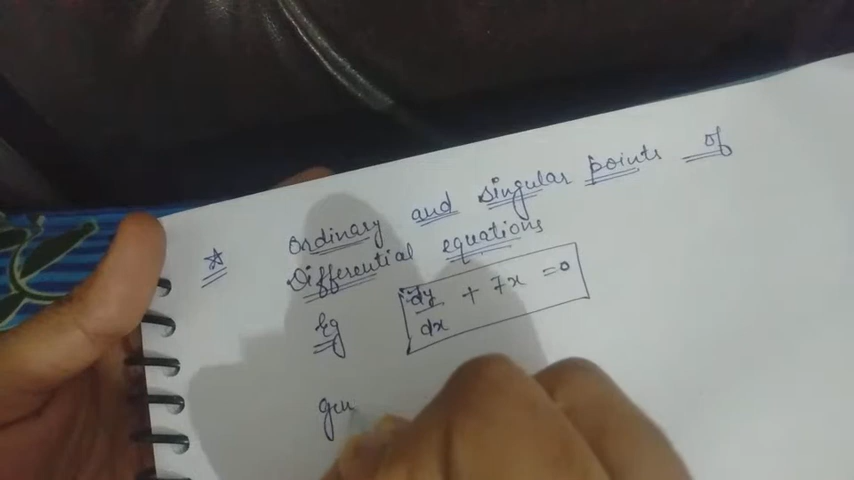 ☆ Ordinary and singular points of
Differential equations
Eg dy/dx + 7x = 0